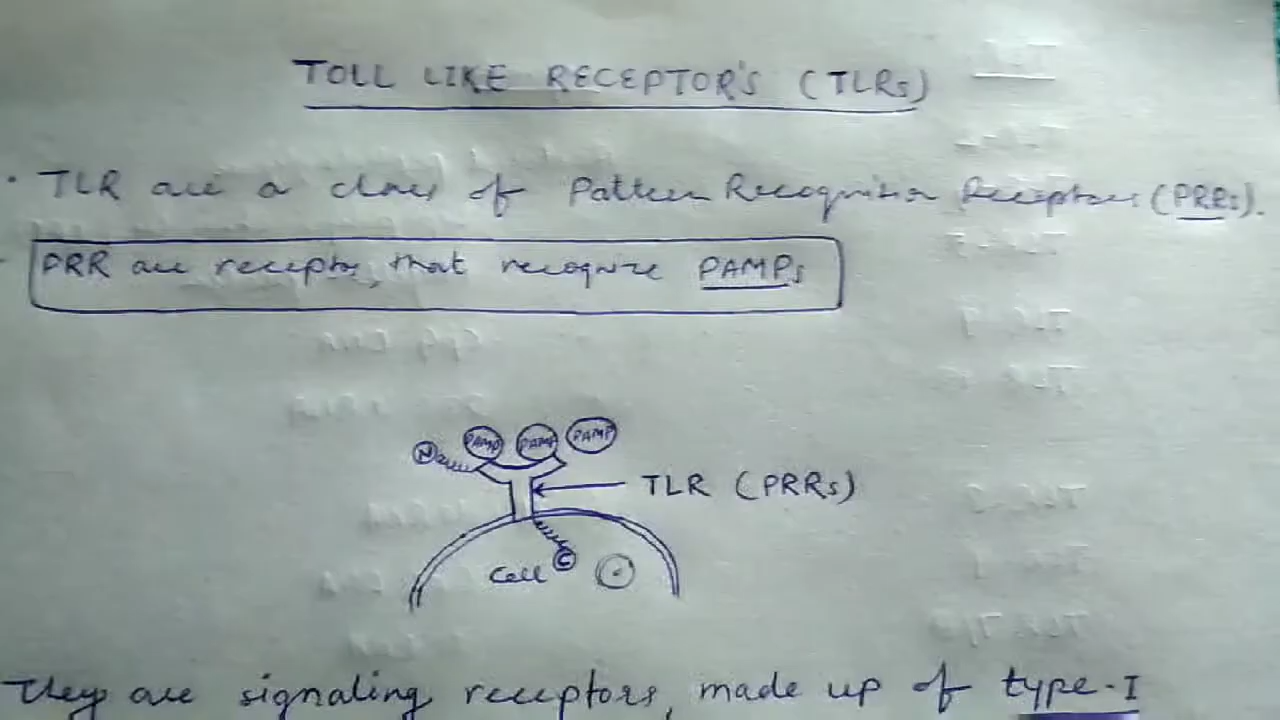 TOLL LIKE RECEPTOR'S (TLRs)
• TLR are a class of Pattern Recognition Receptors (PRRs).
PRR are receptors, that recognize PAMPs
PAMP PAMP PAMP
N
TLR (PRRs)
Cell C
They are signaling receptors, made up of type-I